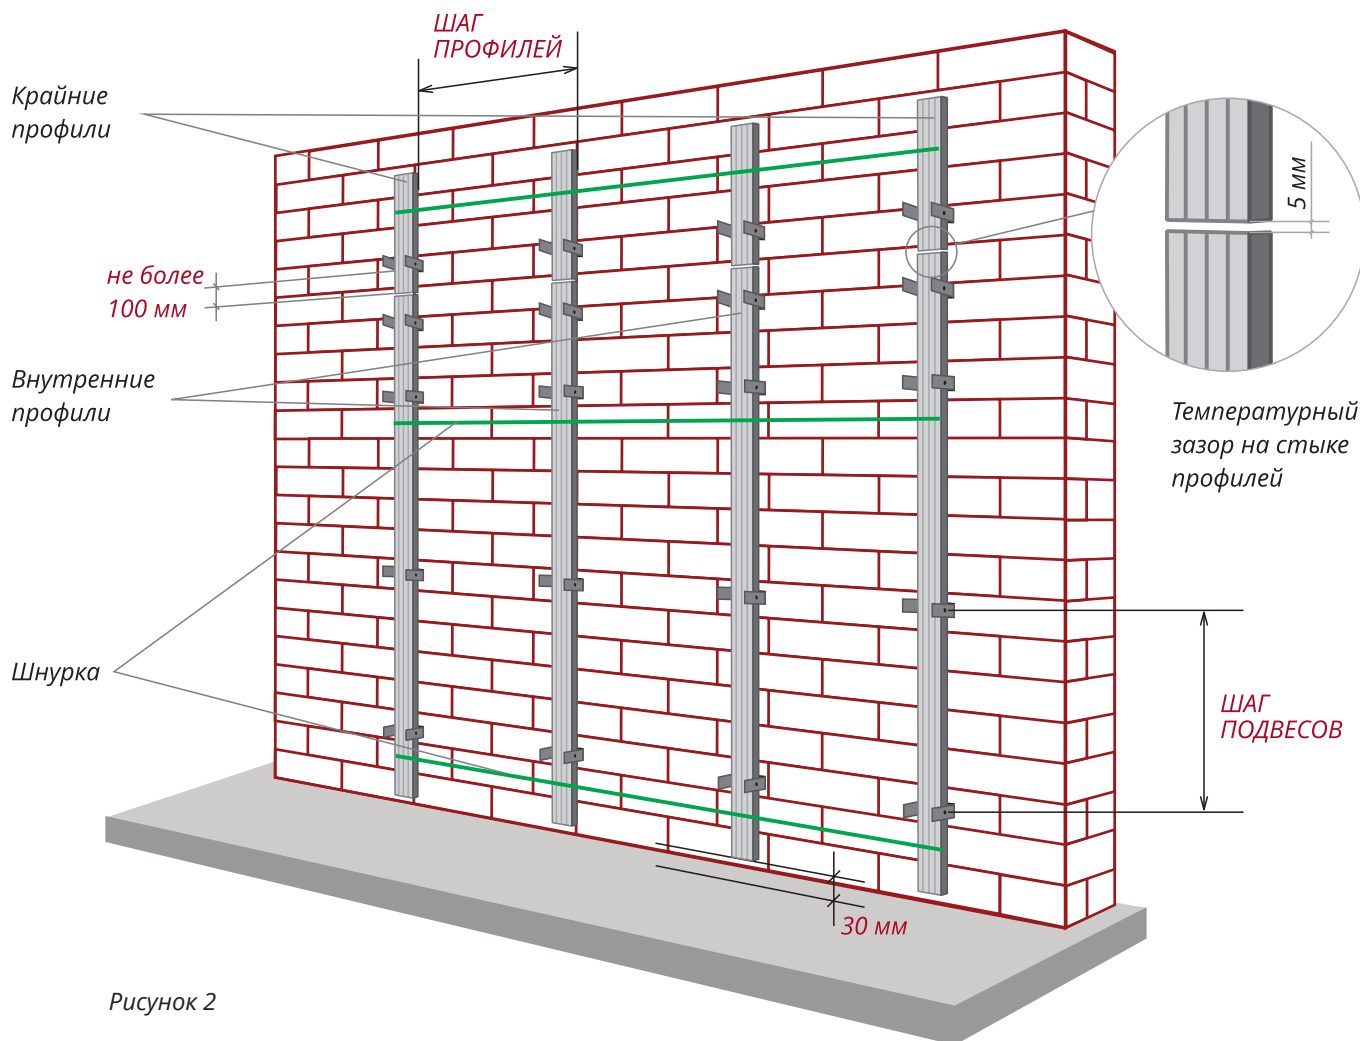 ШАГ
ПРОФИЛЕЙ
Крайние
профили
5 мм
не более
100 мм
Внутренние
профили
Температурный
зазор на стыке
профилей
Шнурка
ШАГ
ПОДВЕСОВ
30 мм
Рисунок 2